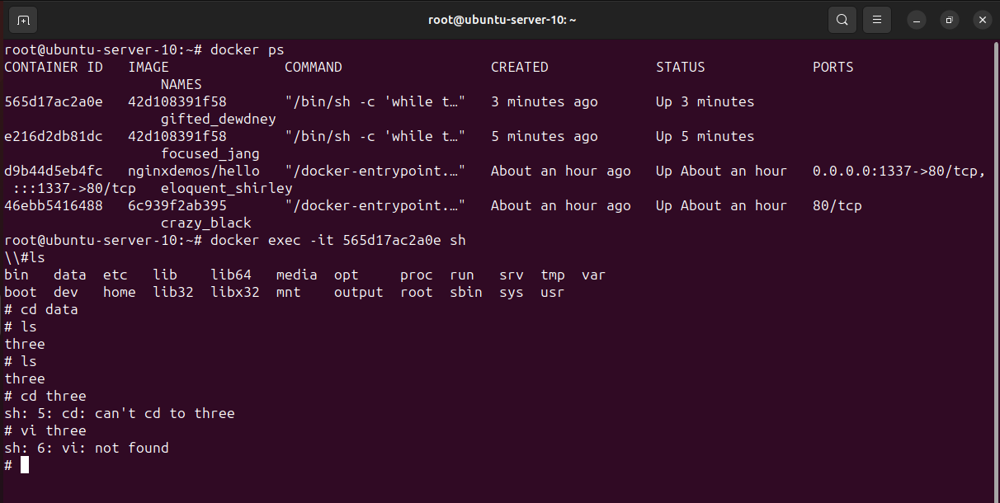 root@ubuntu-server-10: ~
root@ubuntu-server-10:~# docker ps
CONTAINER ID   IMAGE              COMMAND                  CREATED             STATUS             PORTS
                   NAMES
565d17ac2a0e   42d108391f58       "/bin/sh -c 'while t…"   3 minutes ago       Up 3 minutes
                   gifted_dewdney
e216d2db81dc   42d108391f58       "/bin/sh -c 'while t…"   5 minutes ago       Up 5 minutes
                   focused_jang
d9b44d5eb4fc   nginxdemos/hello   "/docker-entrypoint.…"   About an hour ago   Up About an hour   0.0.0.0:1337->80/tcp,
 :::1337->80/tcp   eloquent_shirley
46ebb5416488   6c939f2ab395       "/docker-entrypoint.…"   About an hour ago   Up About an hour   80/tcp
                   crazy_black
root@ubuntu-server-10:~# docker exec -it 565d17ac2a0e sh
\\#ls
bin   data  etc   lib    lib64   media  opt     proc  run   srv  tmp  var
boot  dev   home  lib32  libx32  mnt    output  root  sbin  sys  usr
# cd data
# ls
three
# ls
three
# cd three
sh: 5: cd: can't cd to three
# vi three
sh: 6: vi: not found
#